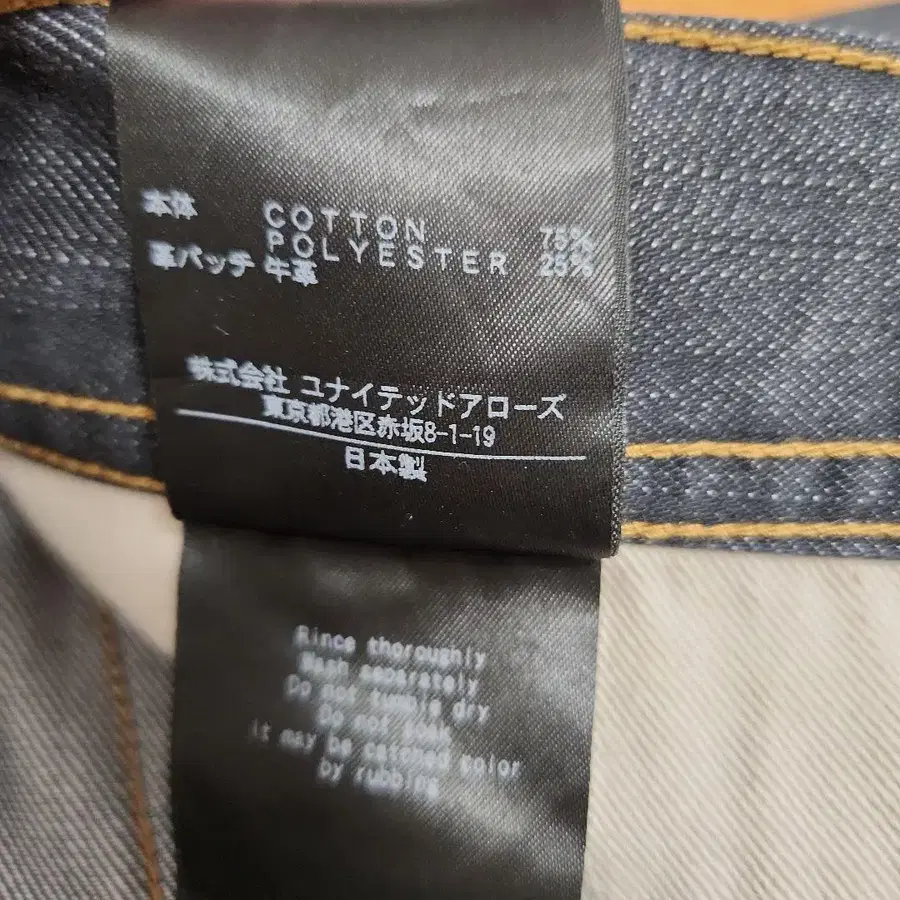 本体 COTTON 75%
POLYESTER 25%
革パッチ 牛革
株式会社 ユナイテッドアローズ
東京都港区赤坂8-1-19
日本製
Rince thoroughly
Wash separately
Do not tumble dry
Do not soak
it may be catched color
by rubbing